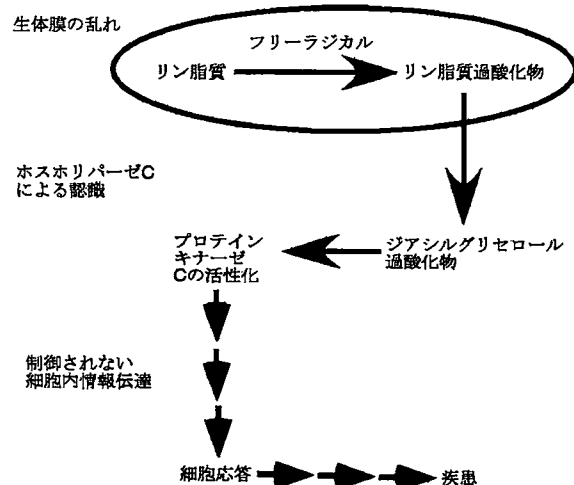 生体膜の乱れ
フリーラジカル
リン脂質
リン脂質過酸化物
ホスホリパーゼC
による認識
プロテイン
キナーゼ
Cの活性化
ジアシルグリセロール
過酸化物
制御されない
細胞内情報伝達
細胞応答
疾患